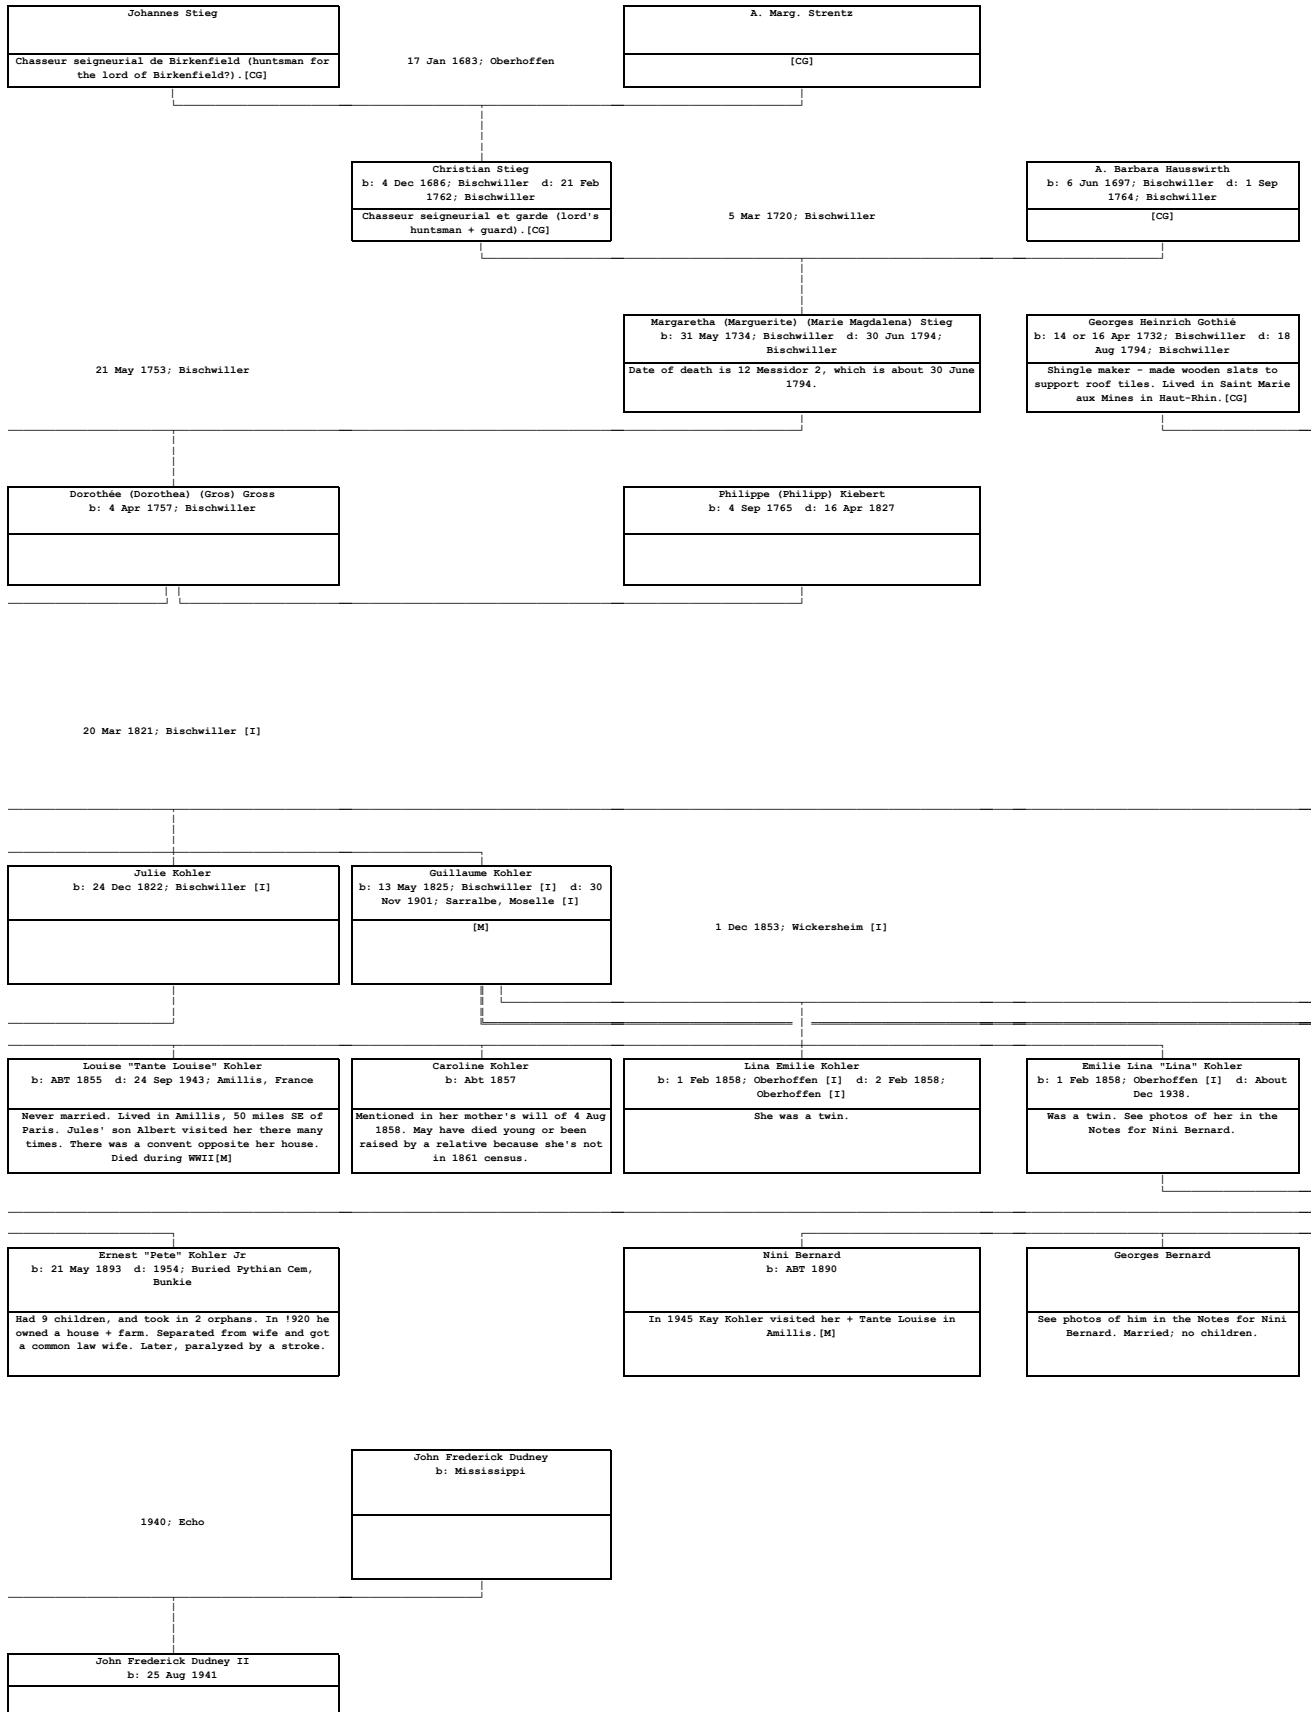 Johannes Stieg
Chasseur seigneurial de Birkenfield (huntsman for
the lord of Birkenfield?).[CG]
17 Jan 1683; Oberhoffen
A. Marg. Strentz
[CG]
Christian Stieg
b: 4 Dec 1686; Bischwiller d: 21 Feb
1762; Bischwiller
Chasseur seigneurial et garde (lord's
huntsman + guard).[CG]
5 Mar 1720; Bischwiller
A. Barbara Hausswirth
b: 6 Jun 1697; Bischwiller d: 1 Sep
1764; Bischwiller
[CG]
21 May 1753; Bischwiller
Margaretha (Marguerite) (Marie Magdalena) Stieg
b: 31 May 1734; Bischwiller d: 30 Jun 1794;
Bischwiller
Date of death is 12 Messidor 2, which is about 30 June
1794.
Georges Heinrich Gothié
b: 14 or 16 Apr 1732; Bischwiller d: 18
Aug 1794; Bischwiller
Shingle maker - made wooden slats to
support roof tiles. Lived in Saint Marie
aux Mines in Haut-Rhin.[CG]
Dorothée (Dorothea) (Gros) Gross
b: 4 Apr 1757; Bischwiller
Philippe (Philipp) Kiebert
b: 4 Sep 1765 d: 16 Apr 1827
20 Mar 1821; Bischwiller [I]
Julie Kohler
b: 24 Dec 1822; Bischwiller [I]
Guillaume Kohler
b: 13 May 1825; Bischwiller [I] d: 30
Nov 1901; Sarralbe, Moselle [I]
[M]
1 Dec 1853; Wickersheim [I]
Louise "Tante Louise" Kohler
b: ABT 1855 d: 24 Sep 1943; Amillis, France
Never married. Lived in Amillis, 50 miles SE of
Paris. Jules' son Albert visited her there many
times. There was a convent opposite her house.
Died during WWII[M]
Caroline Kohler
b: Abt 1857
Mentioned in her mother's will of 4 Aug
1858. May have died young or been
raised by a relative because she's not
in 1861 census.
Lina Emilie Kohler
b: 1 Feb 1858; Oberhoffen [I] d: 2 Feb 1858;
Oberhoffen [I]
She was a twin.
Emilie Lina "Lina" Kohler
b: 1 Feb 1858; Oberhoffen [I] d: About
Dec 1938.
Was a twin. See photos of her in the
Notes for Nini Bernard.
Ernest "Pete" Kohler Jr
b: 21 May 1893 d: 1954; Buried Pythian Cem,
Bunkie
Had 9 children, and took in 2 orphans. In !920 he
owned a house + farm. Separated from wife and got
a common law wife. Later, paralyzed by a stroke.
Nini Bernard
b: ABT 1890
In 1945 Kay Kohler visited her + Tante Louise in
Amillis.[M]
Georges Bernard
See photos of him in the Notes for Nini
Bernard. Married; no children.
John Frederick Dudney
b: Mississippi
1940; Echo
John Frederick Dudney II
b: 25 Aug 1941